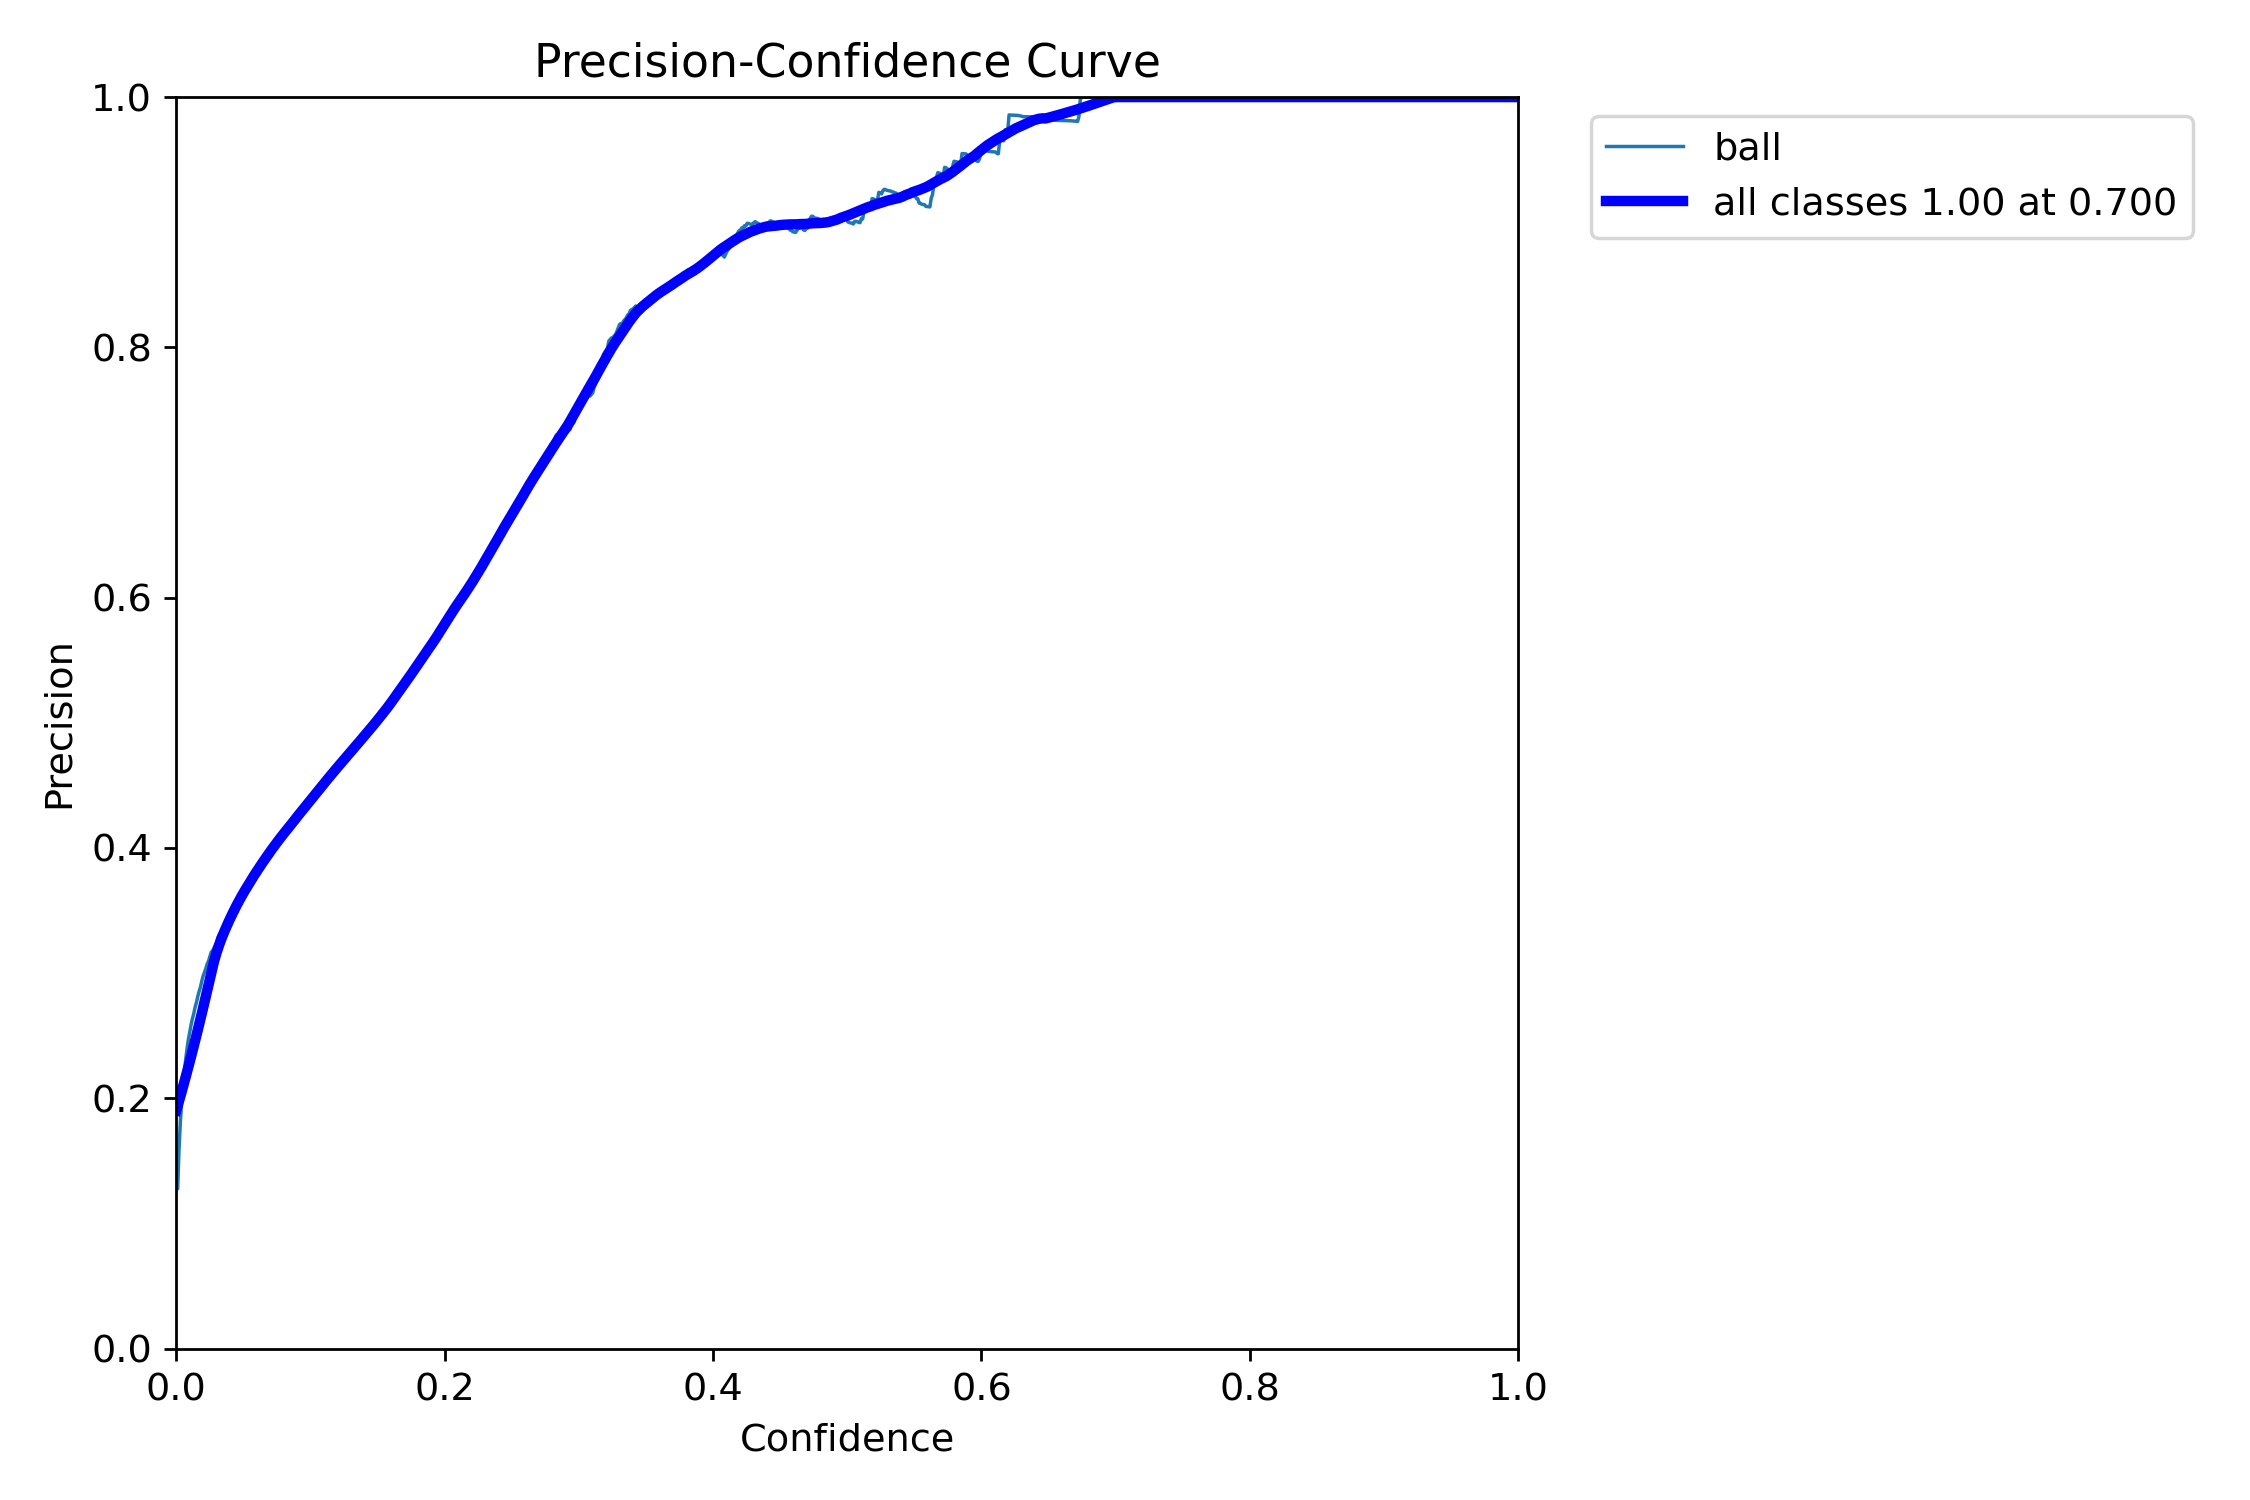 Precision-Confidence Curve
1.0
0.8
0.6
0.4
0.2
0.0
Precision
0.0 0.2 0.4 0.6 0.8 1.0
Confidence
ball
all classes 1.00 at 0.700